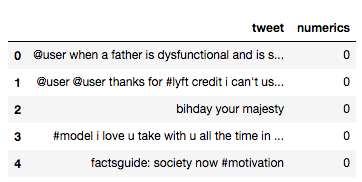 tweet numerics
0 @user when a father is dysfunctional and is s... 0
1 @user @user thanks for #lyft credit i can't us... 0
2 bihday your majesty 0
3 #model i love u take with u all the time in ... 0
4 factsguide: society now #motivation 0